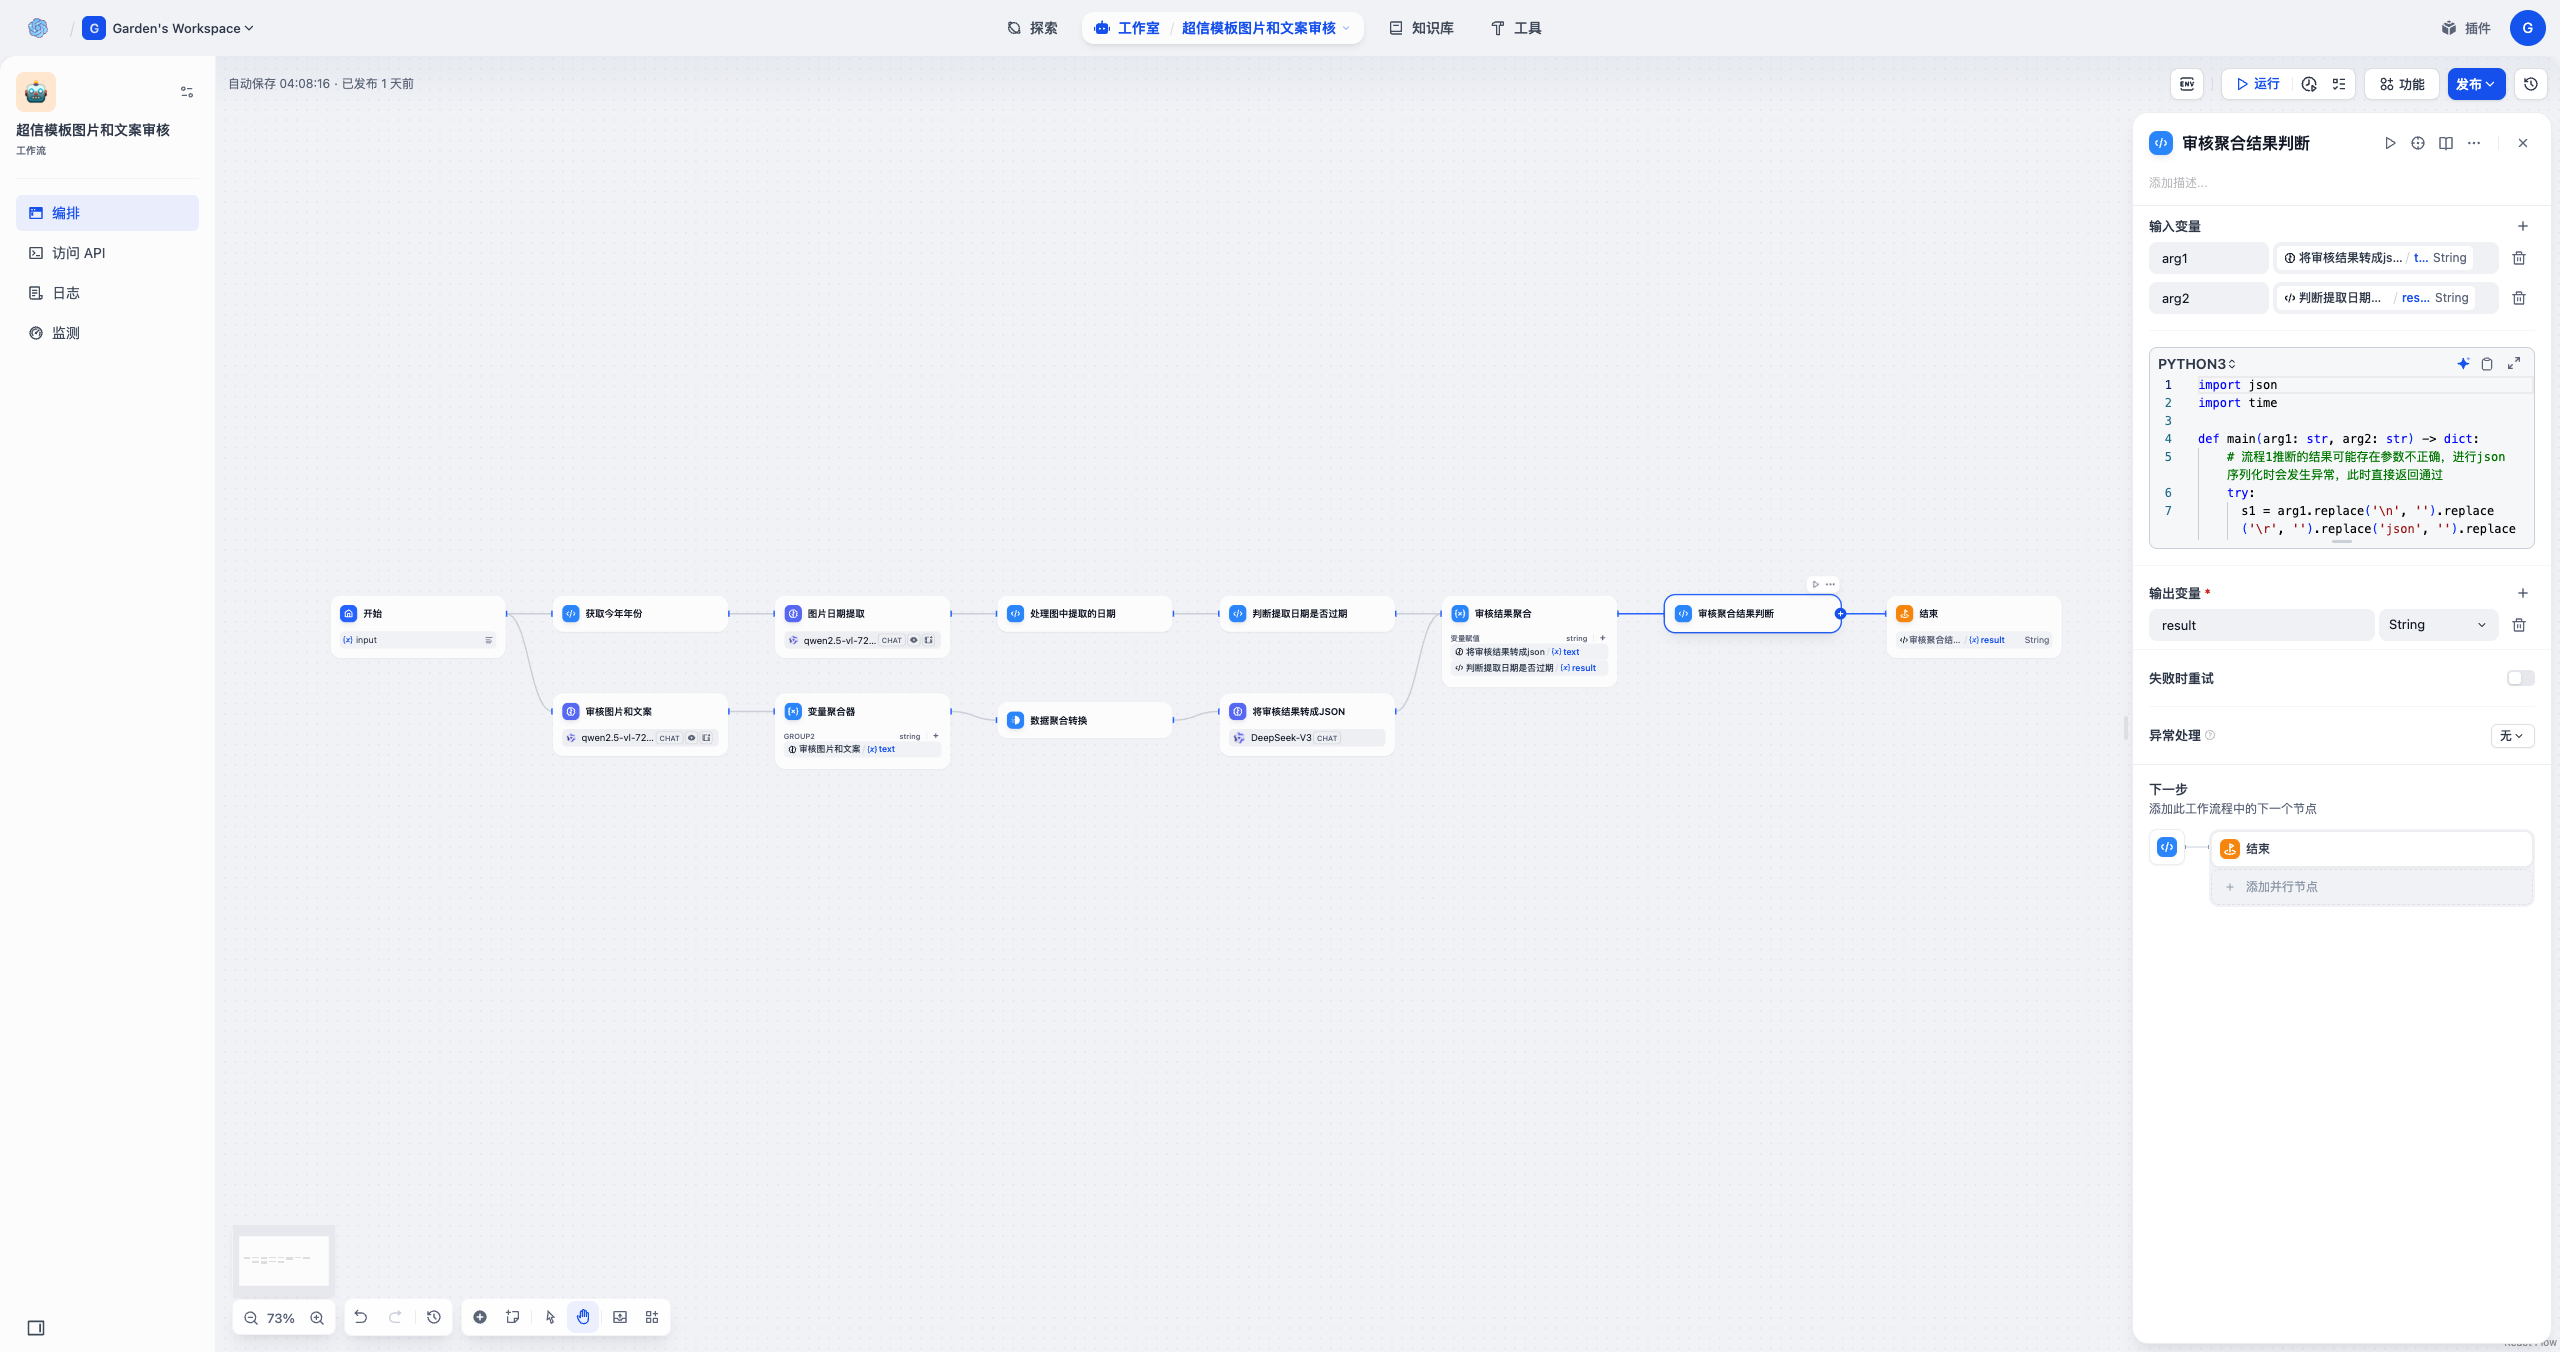 G Garden's Workspace
探索
工作室 / 超信模板图片和文案审核
知识库
工具
插件
G
超信模板图片和文案审核
工作流
编排
访问 API
日志
监测
自动保存 04:08:16 · 已发布 1 天前
ENV
运行
功能
发布
开始
{x} input
获取今年年份
图片日期提取
qwen2.5-vl-72... CHAT
处理图中提取的日期
判断提取日期是否过期
审核结果聚合
变量赋值 string +
将审核结果转成json / {x} text
判断提取日期是否过期 / {x} result
审核聚合结果判断
结束
审核聚合结... / {x} result String
审核图片和文案
qwen2.5-vl-72... CHAT
变量聚合器
GROUP2 string +
审核图片和文案 / {x} text
数据聚合转换
将审核结果转成JSON
DeepSeek-V3 CHAT
73%
审核聚合结果判断
添加描述...
输入变量
arg1 将审核结果转成js... / t... String
arg2 判断提取日期... / res... String
PYTHON3
1 import json
2 import time
3
4 def main(arg1: str, arg2: str) -> dict:
5 # 流程1推断的结果可能存在参数不正确，进行json
序列化时会发生异常，此时直接返回通过
6 try:
7 s1 = arg1.replace('\n', '').replace
('\r', '').replace('json', '').replace
输出变量 *
result String
失败时重试
异常处理 无
下一步
添加此工作流程中的下一个节点
结束
添加并行节点